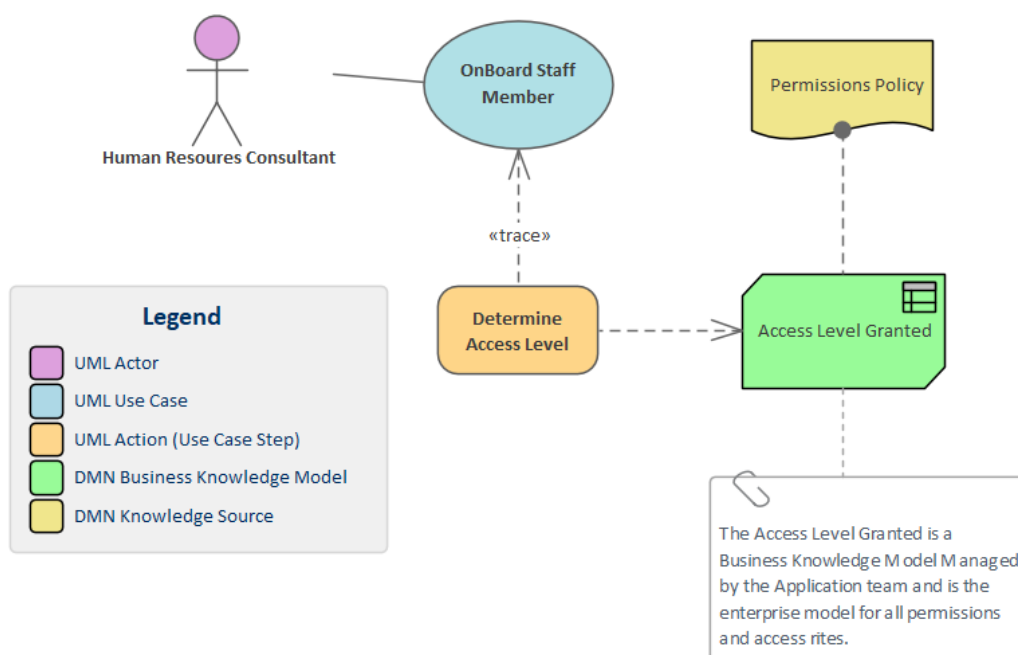 OnBoard Staff
Member
Permissions Policy
Human Resoures Consultant
«trace»
Legend
UML Actor
UML Use Case
UML Action (Use Case Step)
DMN Business Knowledge Model
DMN Knowledge Source
Determine
Access Level
Access Level Granted
The Access Level Granted is a
Business Knowledge Model Managed
by the Application team and is the
enterprise model for all permissions
and access rites.